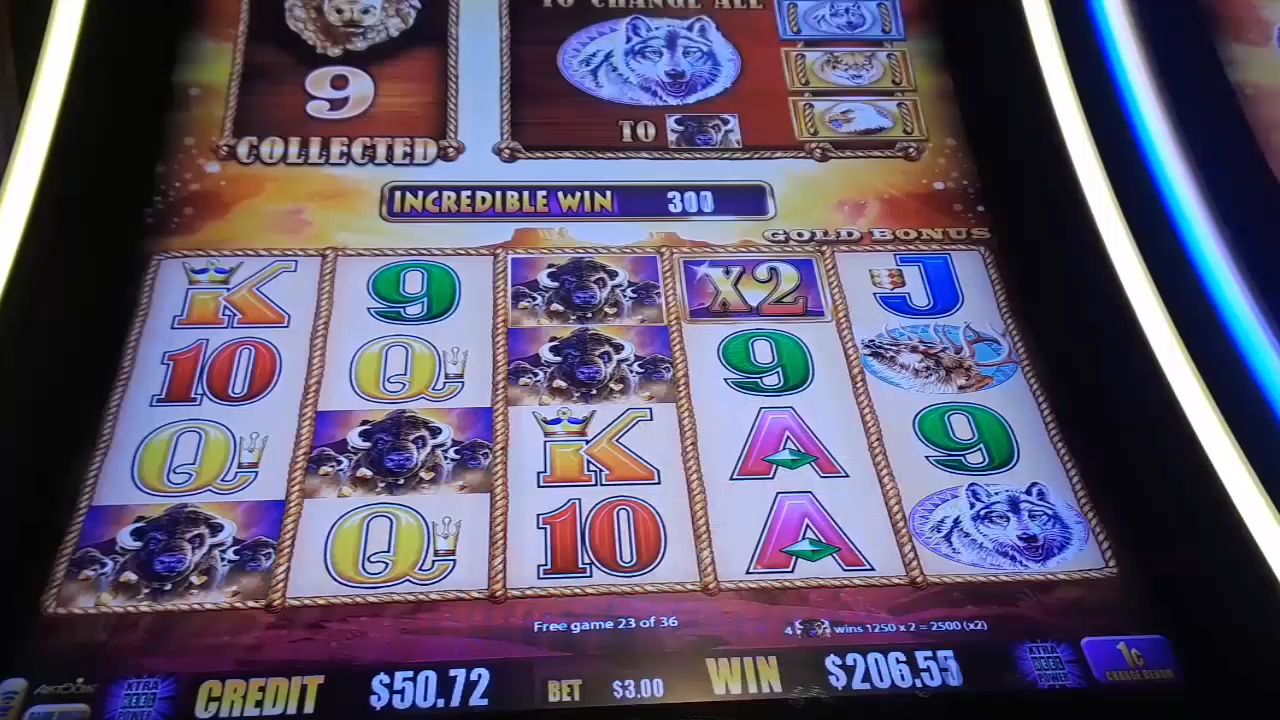 TO CHANGE ALL
9
COLLECTED
TO
INCREDIBLE WIN 300
GOLD BONUS
K 9 X2 J
10 Q 9
Q K A 9
Q 10 A
Free game 23 of 36
4 wins 1250 x 2 = 2500 (x2)
XTRA REEL POWER
CREDIT $50.72 BET $3.00 WIN $206.55
XTRA REEL POWER
1¢
CHANGE DENOM